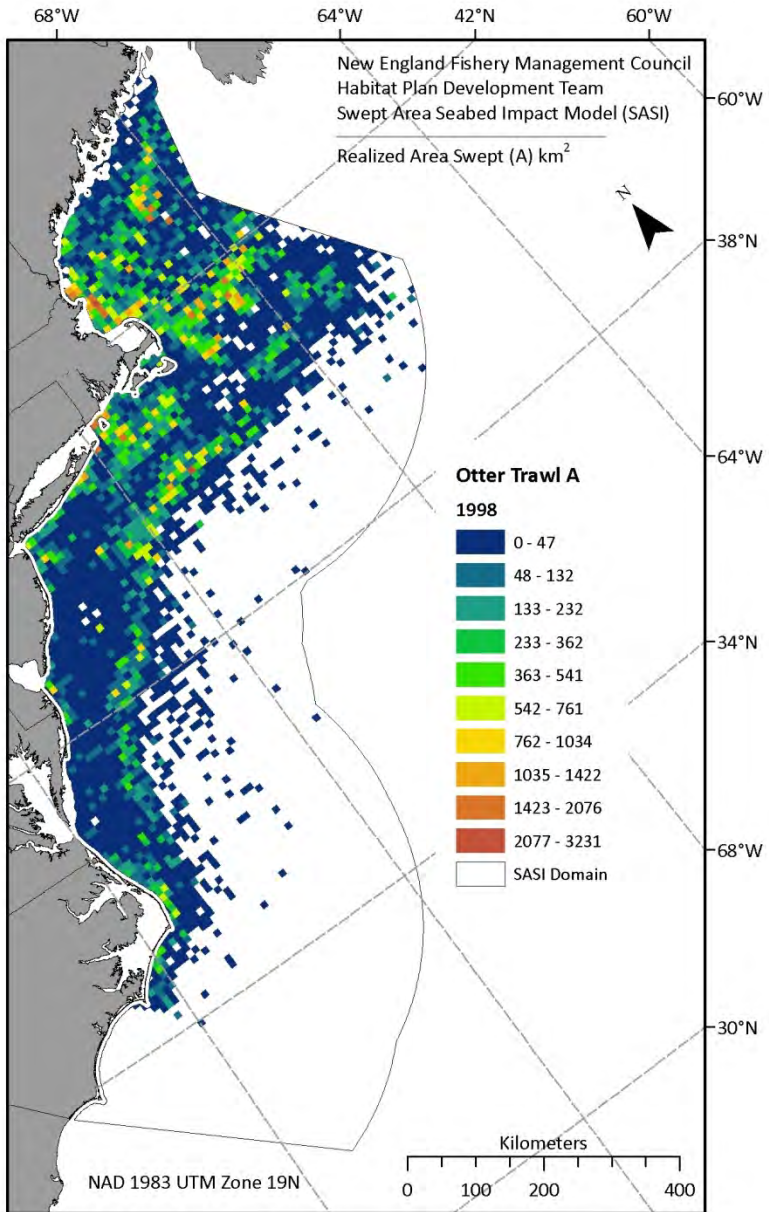 68°W 64°W 42°N 60°W
New England Fishery Management Council
Habitat Plan Development Team
Swept Area Seabed Impact Model (SASI)
Realized Area Swept (A) km²
60°W
N
38°N
64°W
Otter Trawl A
1998
0 - 47
48 - 132
133 - 232
233 - 362
363 - 541
542 - 761
762 - 1034
1035 - 1422
1423 - 2076
2077 - 3231
SASI Domain
34°N
68°W
30°N
Kilometers
0 100 200 400
NAD 1983 UTM Zone 19N